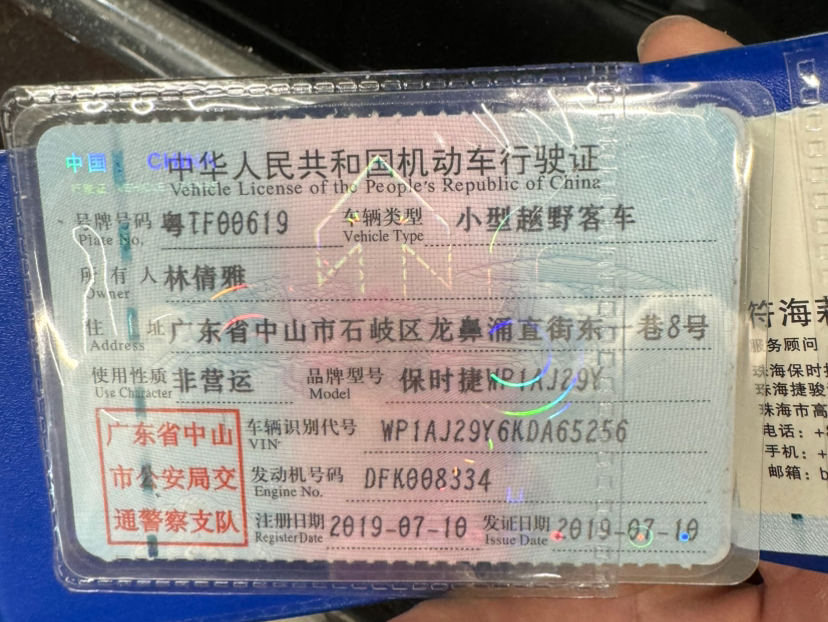 中国 China
中华人民共和国机动车行驶证
Vehicle License of the People's Republic of China
号牌号码 粤TF00619 车辆类型 小型越野客车
Plate No. Vehicle Type
所有人 林倩雅
Owner
住址 广东省中山市石岐区龙鼻涌直街东一巷8号
Address
使用性质 非营运 品牌型号 保时捷WP1AJ29Y
Use Character Model
广东省中山
市公安局交
通警察支队
车辆识别代号 WP1AJ29Y6KDA65256
VIN
发动机号码 DFK008334
Engine No.
注册日期 2019-07-10 发证日期 2019-07-10
Register Date Issue Date
符海
服务顾问
珠海保时
珠海捷骏
珠海市高
电话：+
手机：+
邮箱：b